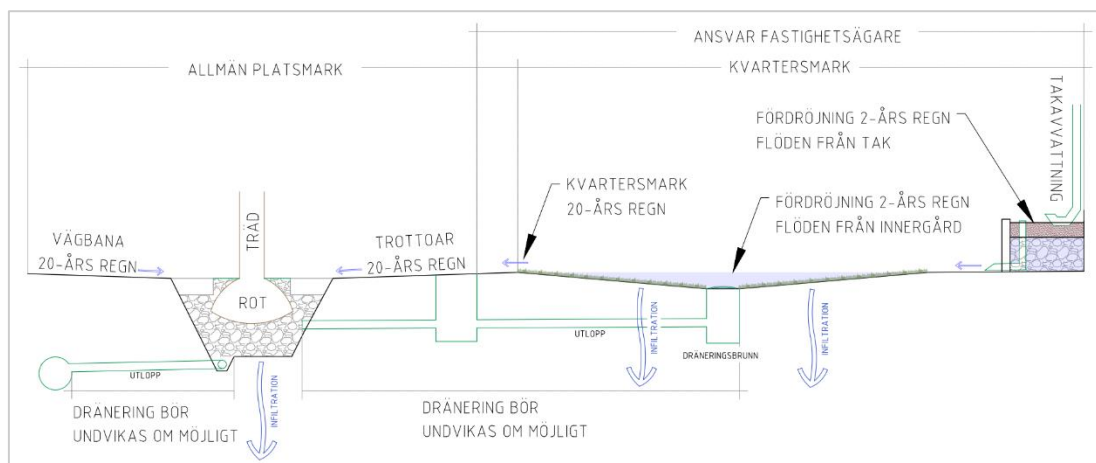 ANSVAR FASTIGHETSÄGARE
ALLMÄN PLATSMARK
KVARTERSMARK
TAKAVVATTNING
FÖRDRÖJNING 2-ÅRS REGN
FLÖDEN FRÅN TAK
KVARTERSMARK
20-ÅRS REGN
FÖRDRÖJNING 2-ÅRS REGN
FLÖDEN FRÅN INNERGÅRD
TRÄD
VÄGBANA
20-ÅRS REGN
TROTTOAR
20-ÅRS REGN
ROT
UTLOPP
INFILTRATION
INFILTRATION
DRÄNERINGSBRUNN
UTLOPP
INFILTRATION
DRÄNERING BÖR
UNDVIKAS OM MÖJLIGT
DRÄNERING BÖR
UNDVIKAS OM MÖJLIGT